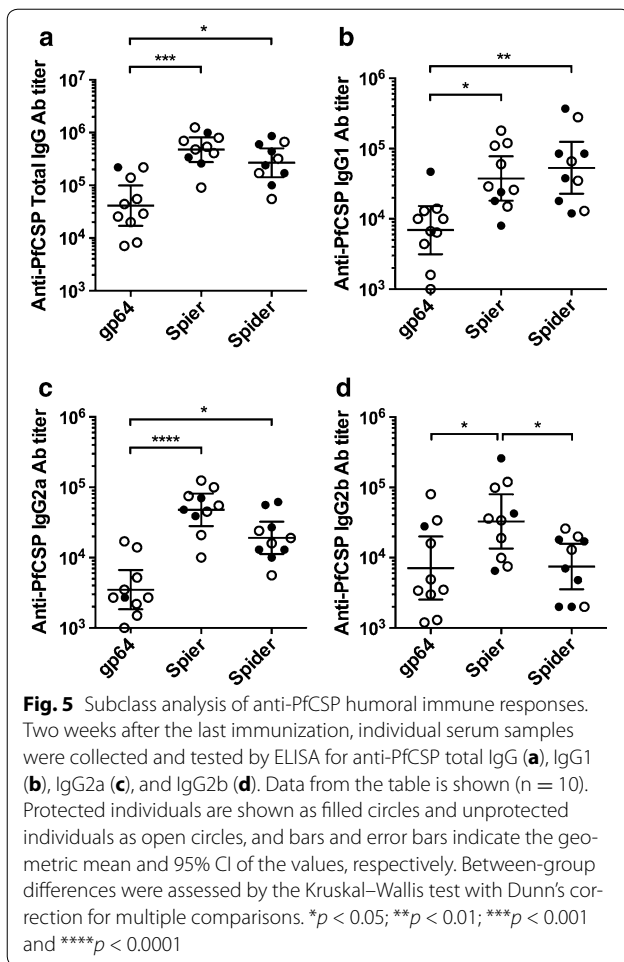 a
*
***
Anti-PfCSP Total IgG Ab titer
10⁷
10⁶
10⁵
10⁴
10³
gp64
Spier
Spider
b
**
*
Anti-PfCSP IgG1 Ab titer
10⁶
10⁵
10⁴
10³
gp64
Spier
Spider
c
*
****
Anti-PfCSP IgG2a Ab titer
10⁶
10⁵
10⁴
10³
gp64
Spier
Spider
d
*
*
Anti-PfCSP IgG2b Ab titer
10⁶
10⁵
10⁴
10³
gp64
Spier
Spider
Fig. 5 Subclass analysis of anti-PfCSP humoral immune responses.
Two weeks after the last immunization, individual serum samples
were collected and tested by ELISA for anti-PfCSP total IgG (a), IgG1
(b), IgG2a (c), and IgG2b (d). Data from the table is shown (n = 10).
Protected individuals are shown as filled circles and unprotected
individuals as open circles, and bars and error bars indicate the geo-
metric mean and 95% CI of the values, respectively. Between-group
differences were assessed by the Kruskal–Wallis test with Dunn's cor-
rection for multiple comparisons. *p < 0.05; **p < 0.01; ***p < 0.001
and ****p < 0.0001